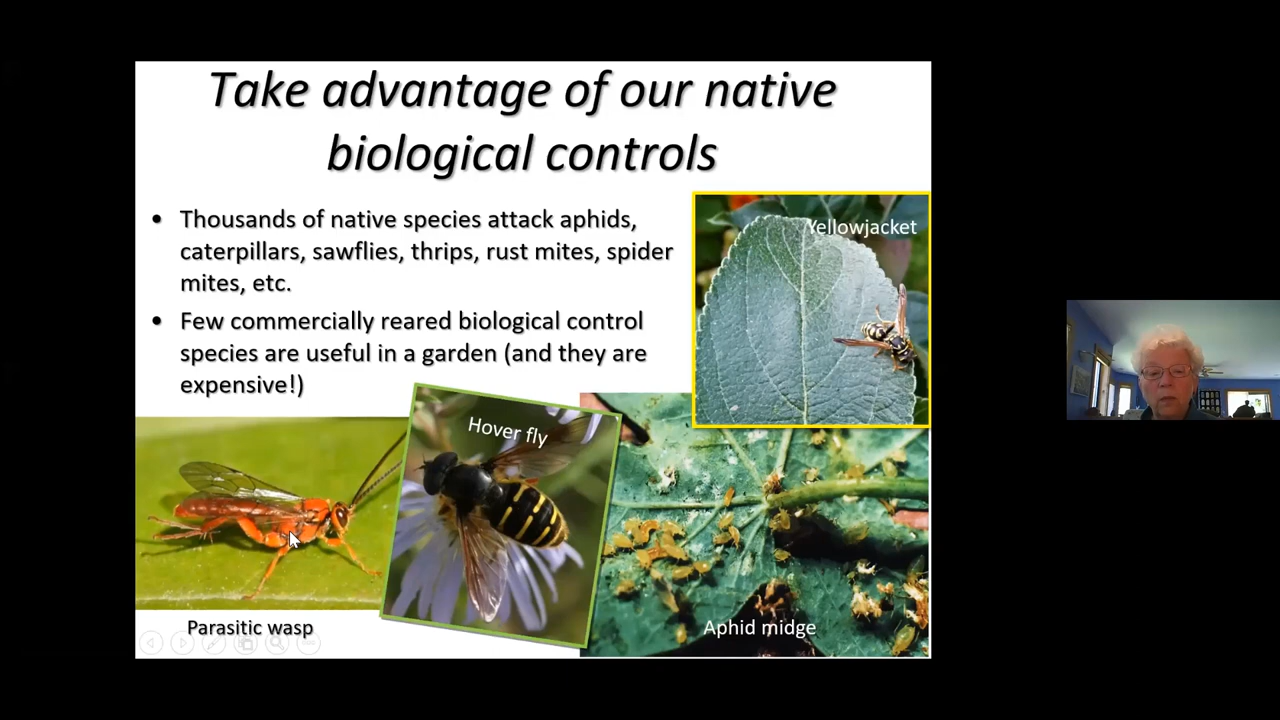 Take advantage of our native
biological controls
• Thousands of native species attack aphids,
caterpillars, sawflies, thrips, rust mites, spider
mites, etc.
• Few commercially reared biological control
species are useful in a garden (and they are
expensive!)
Yellowjacket
Hover fly
Parasitic wasp
Aphid midge